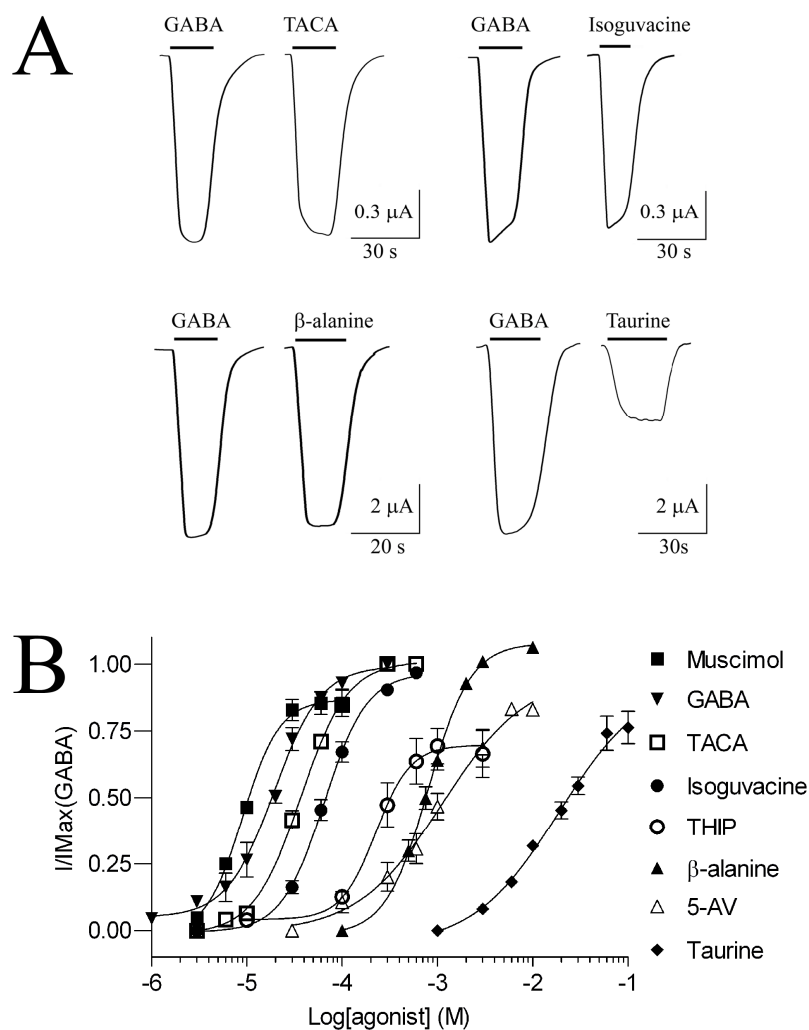 A
GABA
TACA
GABA
Isoguvacine
0.3 µA
30 s
0.3 µA
30 s
GABA
β-alanine
GABA
Taurine
2 µA
20 s
2 µA
30s
B
I/IMax(GABA)
1.00
0.75
0.50
0.25
0.00
-6
-5
-4
-3
-2
-1
Log[agonist] (M)
Muscimol
GABA
TACA
Isoguvacine
THIP
β-alanine
5-AV
Taurine